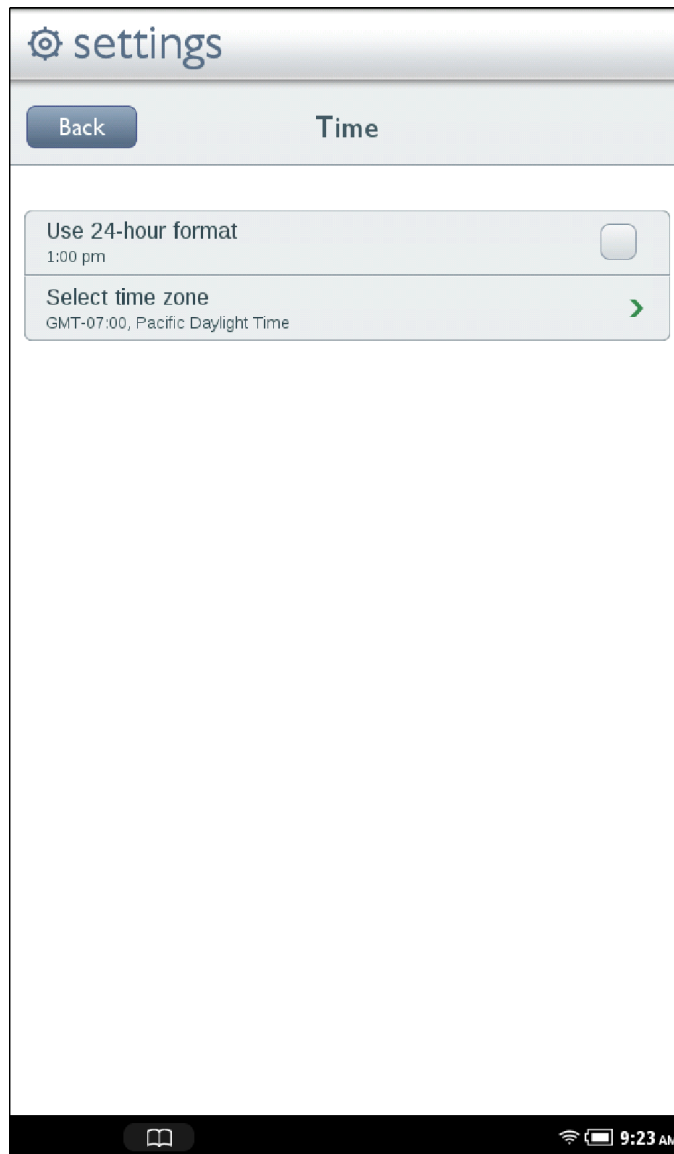 settings
Back
Time
Use 24-hour format
1:00 pm
Select time zone
GMT-07:00, Pacific Daylight Time
9:23 AM